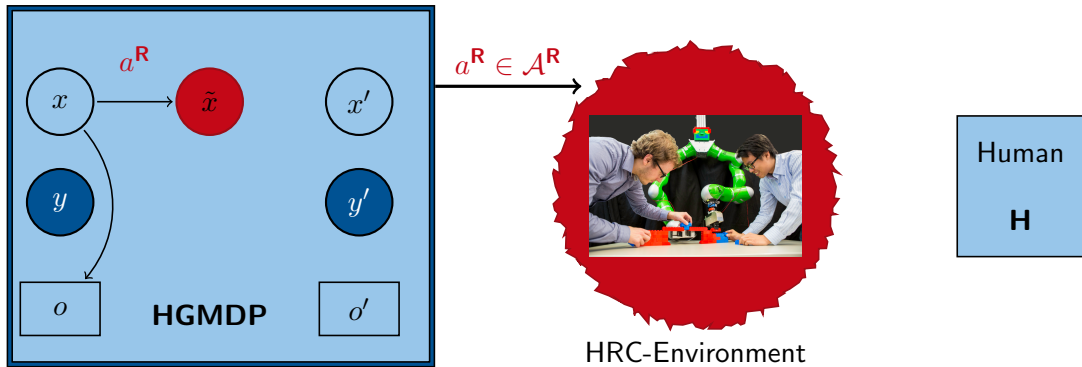 a^R
a^R ∈ 𝒜^R
x
x̃
x′
Human
y
y′
H
o
HGMDP
o′
HRC-Environment